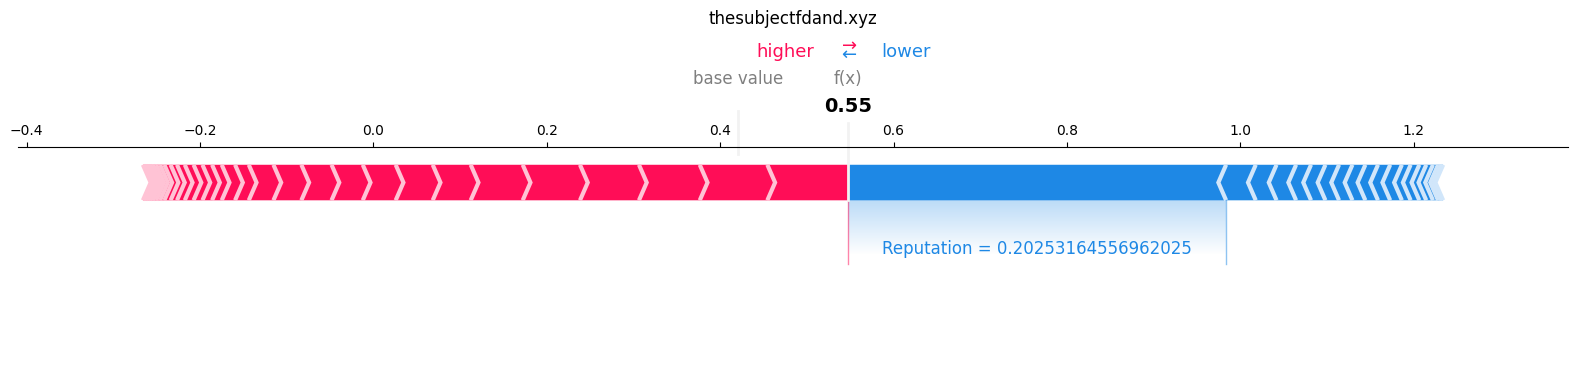 thesubjectfdand.xyz
higher ⇄ lower
base value f(x)
0.55
−0.4 −0.2 0.0 0.2 0.4 0.6 0.8 1.0 1.2
Reputation = 0.20253164556962025